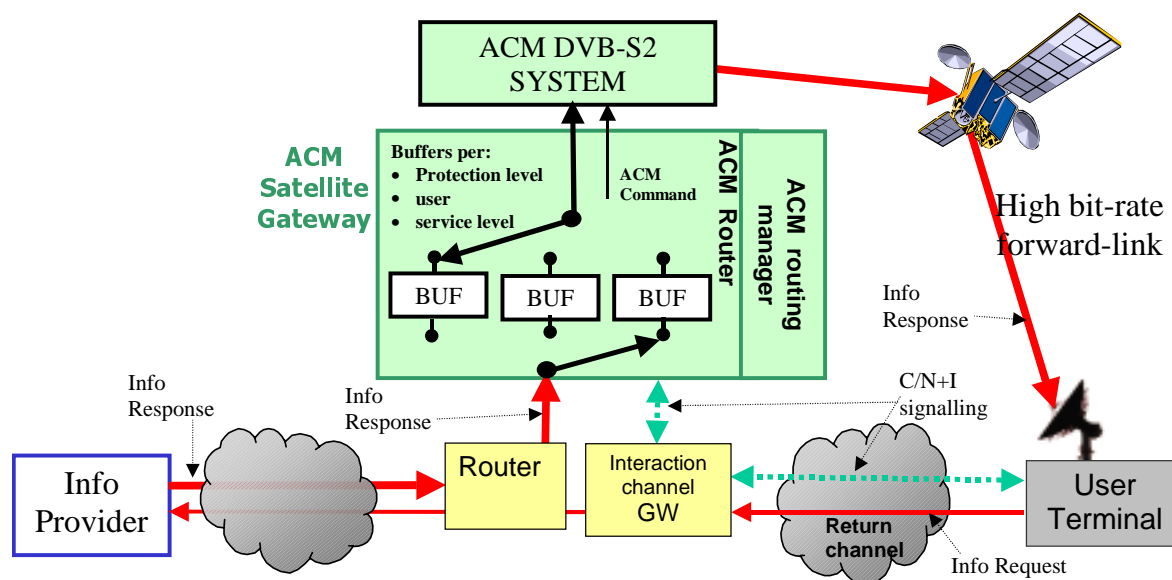 ACM DVB-S2
SYSTEM
ACM
Satellite
Gateway
Buffers per:
• Protection level
• user
• service level
ACM
Command
ACM Router
ACM routing
manager
BUF
BUF
BUF
High bit-rate
forward-link
Info
Response
Info
Response
Info
Response
C/N+I
signalling
Info
Provider
Router
Interaction
channel
GW
Return
channel
User
Terminal
Info Request